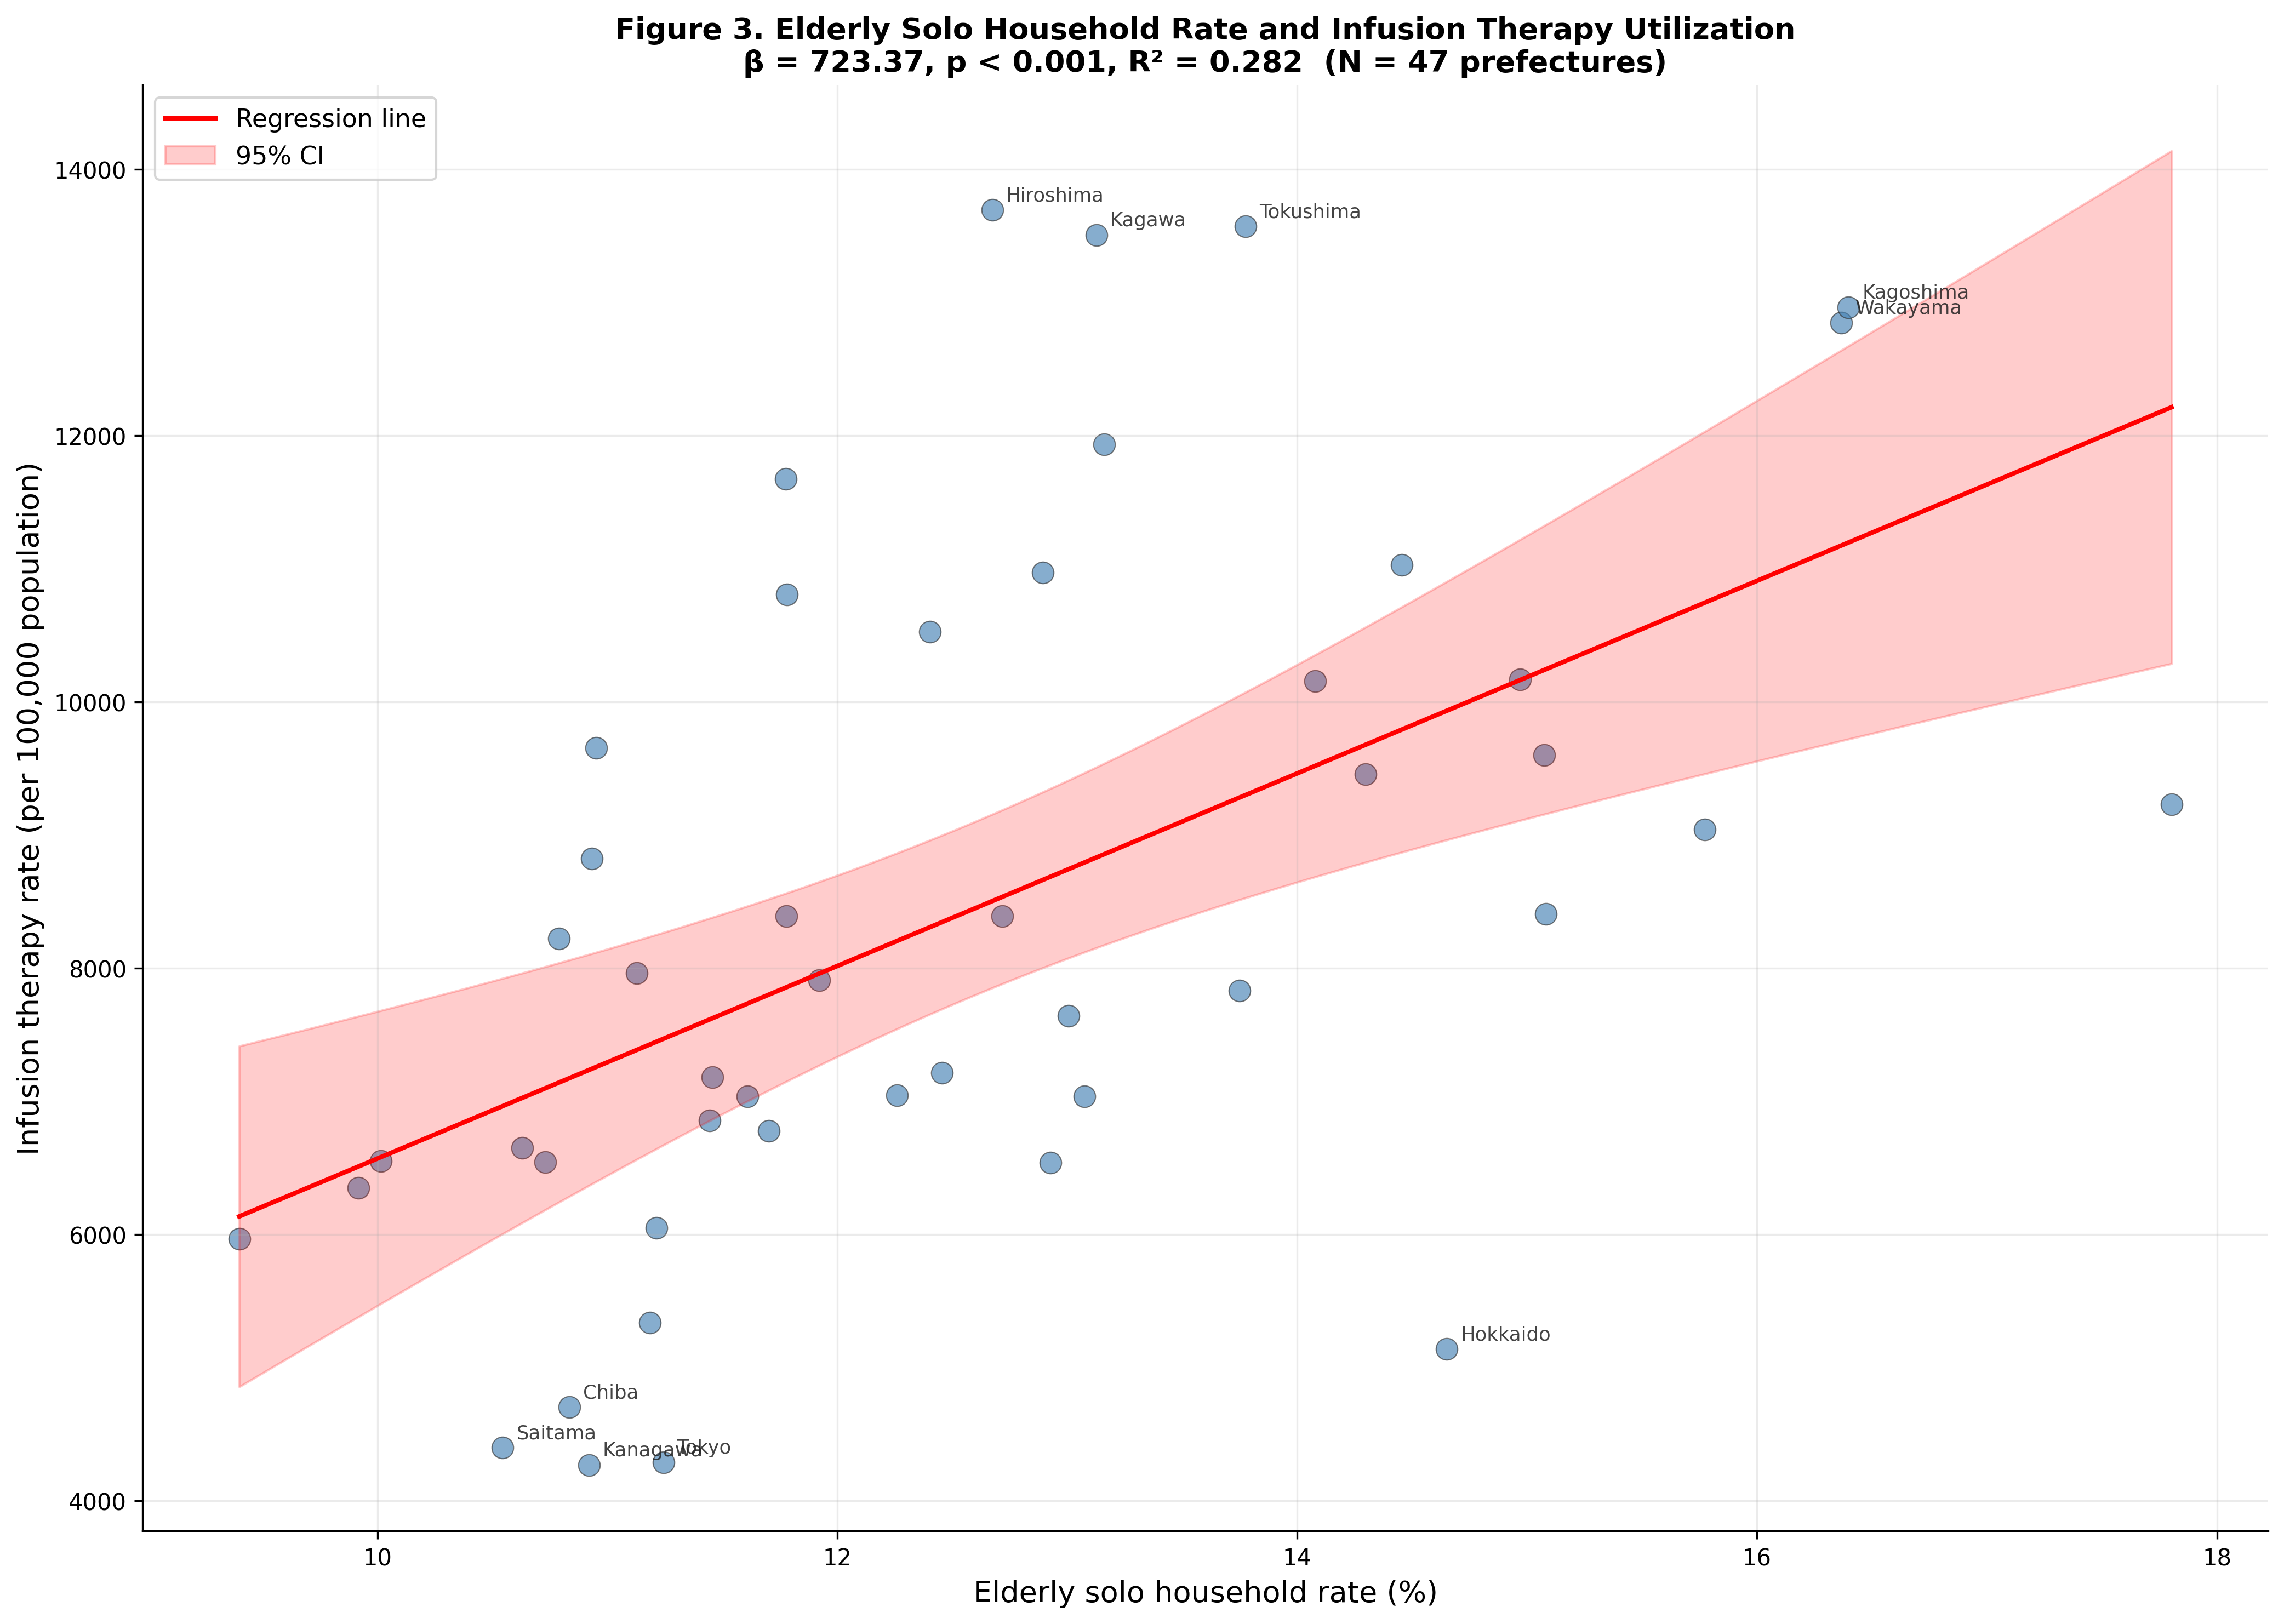 Figure 3. Elderly Solo Household Rate and Infusion Therapy Utilization
β = 723.37, p < 0.001, R² = 0.282 (N = 47 prefectures)
Regression line
95% CI
14000
12000
10000
8000
6000
4000
Infusion therapy rate (per 100,000 population)
Hiroshima
Kagawa
Tokushima
Kagoshima
Wakayama
Hokkaido
Chiba
Saitama
Kanagawa
Tokyo
10
12
14
16
18
Elderly solo household rate (%)